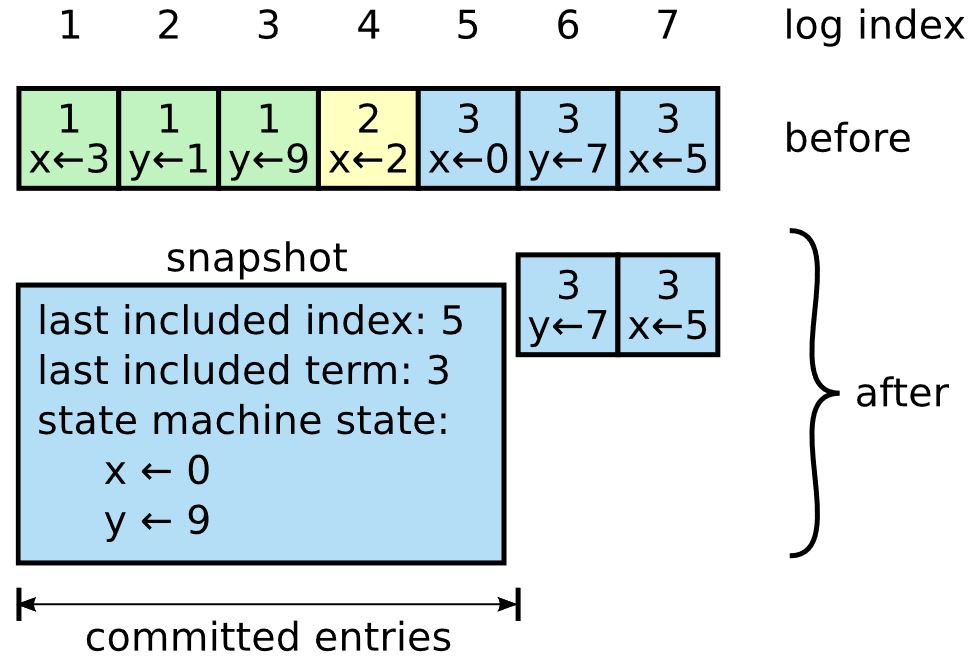 1 2 3 4 5 6 7 log index
1 1 1 2 3 3 3
x←3 y←1 y←9 x←2 x←0 y←7 x←5
before
snapshot
last included index: 5
last included term: 3
state machine state:
x ← 0
y ← 9
3 3
y←7 x←5
after
committed entries